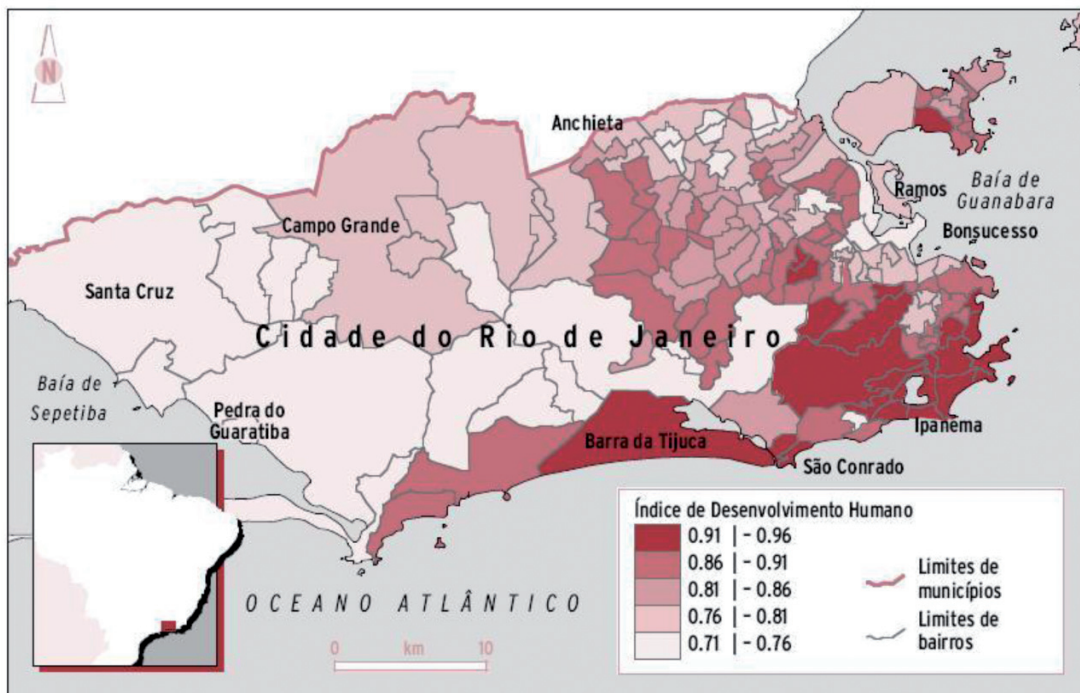 N
Anchieta
Ramos
Baía de
Guanabara
Bonsucesso
Campo Grande
Santa Cruz
Cidade do Rio de Janeiro
Baía de
Sepetiba
Pedra do
Guaratiba
Barra da Tijuca
Ipanema
São Conrado
OCEANO ATLÂNTICO
0 km 10
Índice de Desenvolvimento Humano
0.91 |- 0.96
0.86 |- 0.91
0.81 |- 0.86
0.76 |- 0.81
0.71 |- 0.76
Limites de
municípios
Limites de
bairros